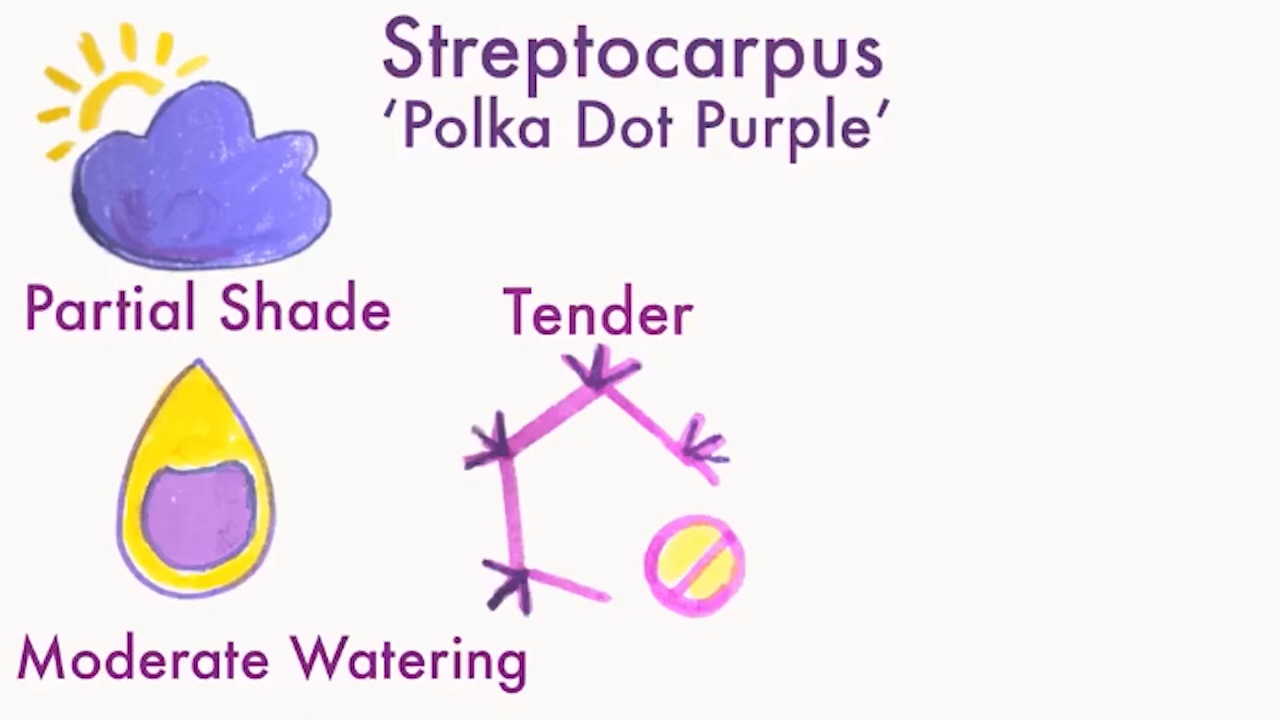 Streptocarpus
‘Polka Dot Purple’
Partial Shade
Tender
Moderate Watering